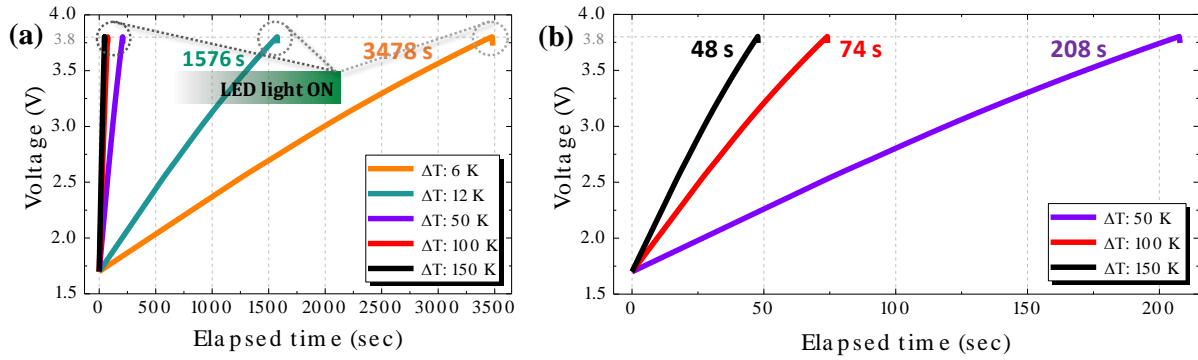 (a)
4.0
3.8
3.5
3.0
2.5
2.0
1.5
Voltage (V)
1576 s
3478 s
LED light ON
ΔT: 6 K
ΔT: 12 K
ΔT: 50 K
ΔT: 100 K
ΔT: 150 K
0 500 1000 1500 2000 2500 3000 3500
Elapsed time (sec)
(b)
4.0
3.8
3.5
3.0
2.5
2.0
1.5
Voltage (V)
48 s
74 s
208 s
ΔT: 50 K
ΔT: 100 K
ΔT: 150 K
0 50 100 150 200
Elapsed time (sec)